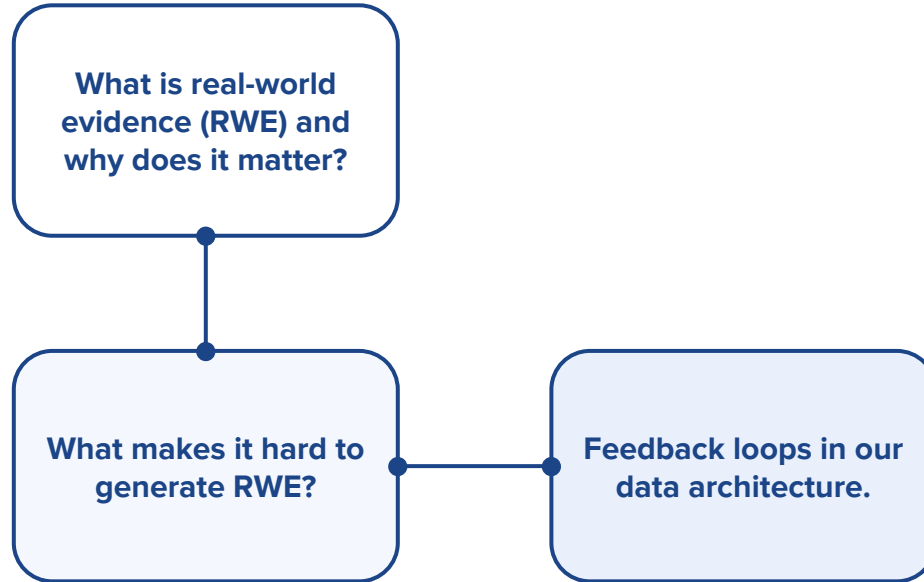 What is real-world
evidence (RWE) and
why does it matter?
What makes it hard to
generate RWE?
Feedback loops in our
data architecture.